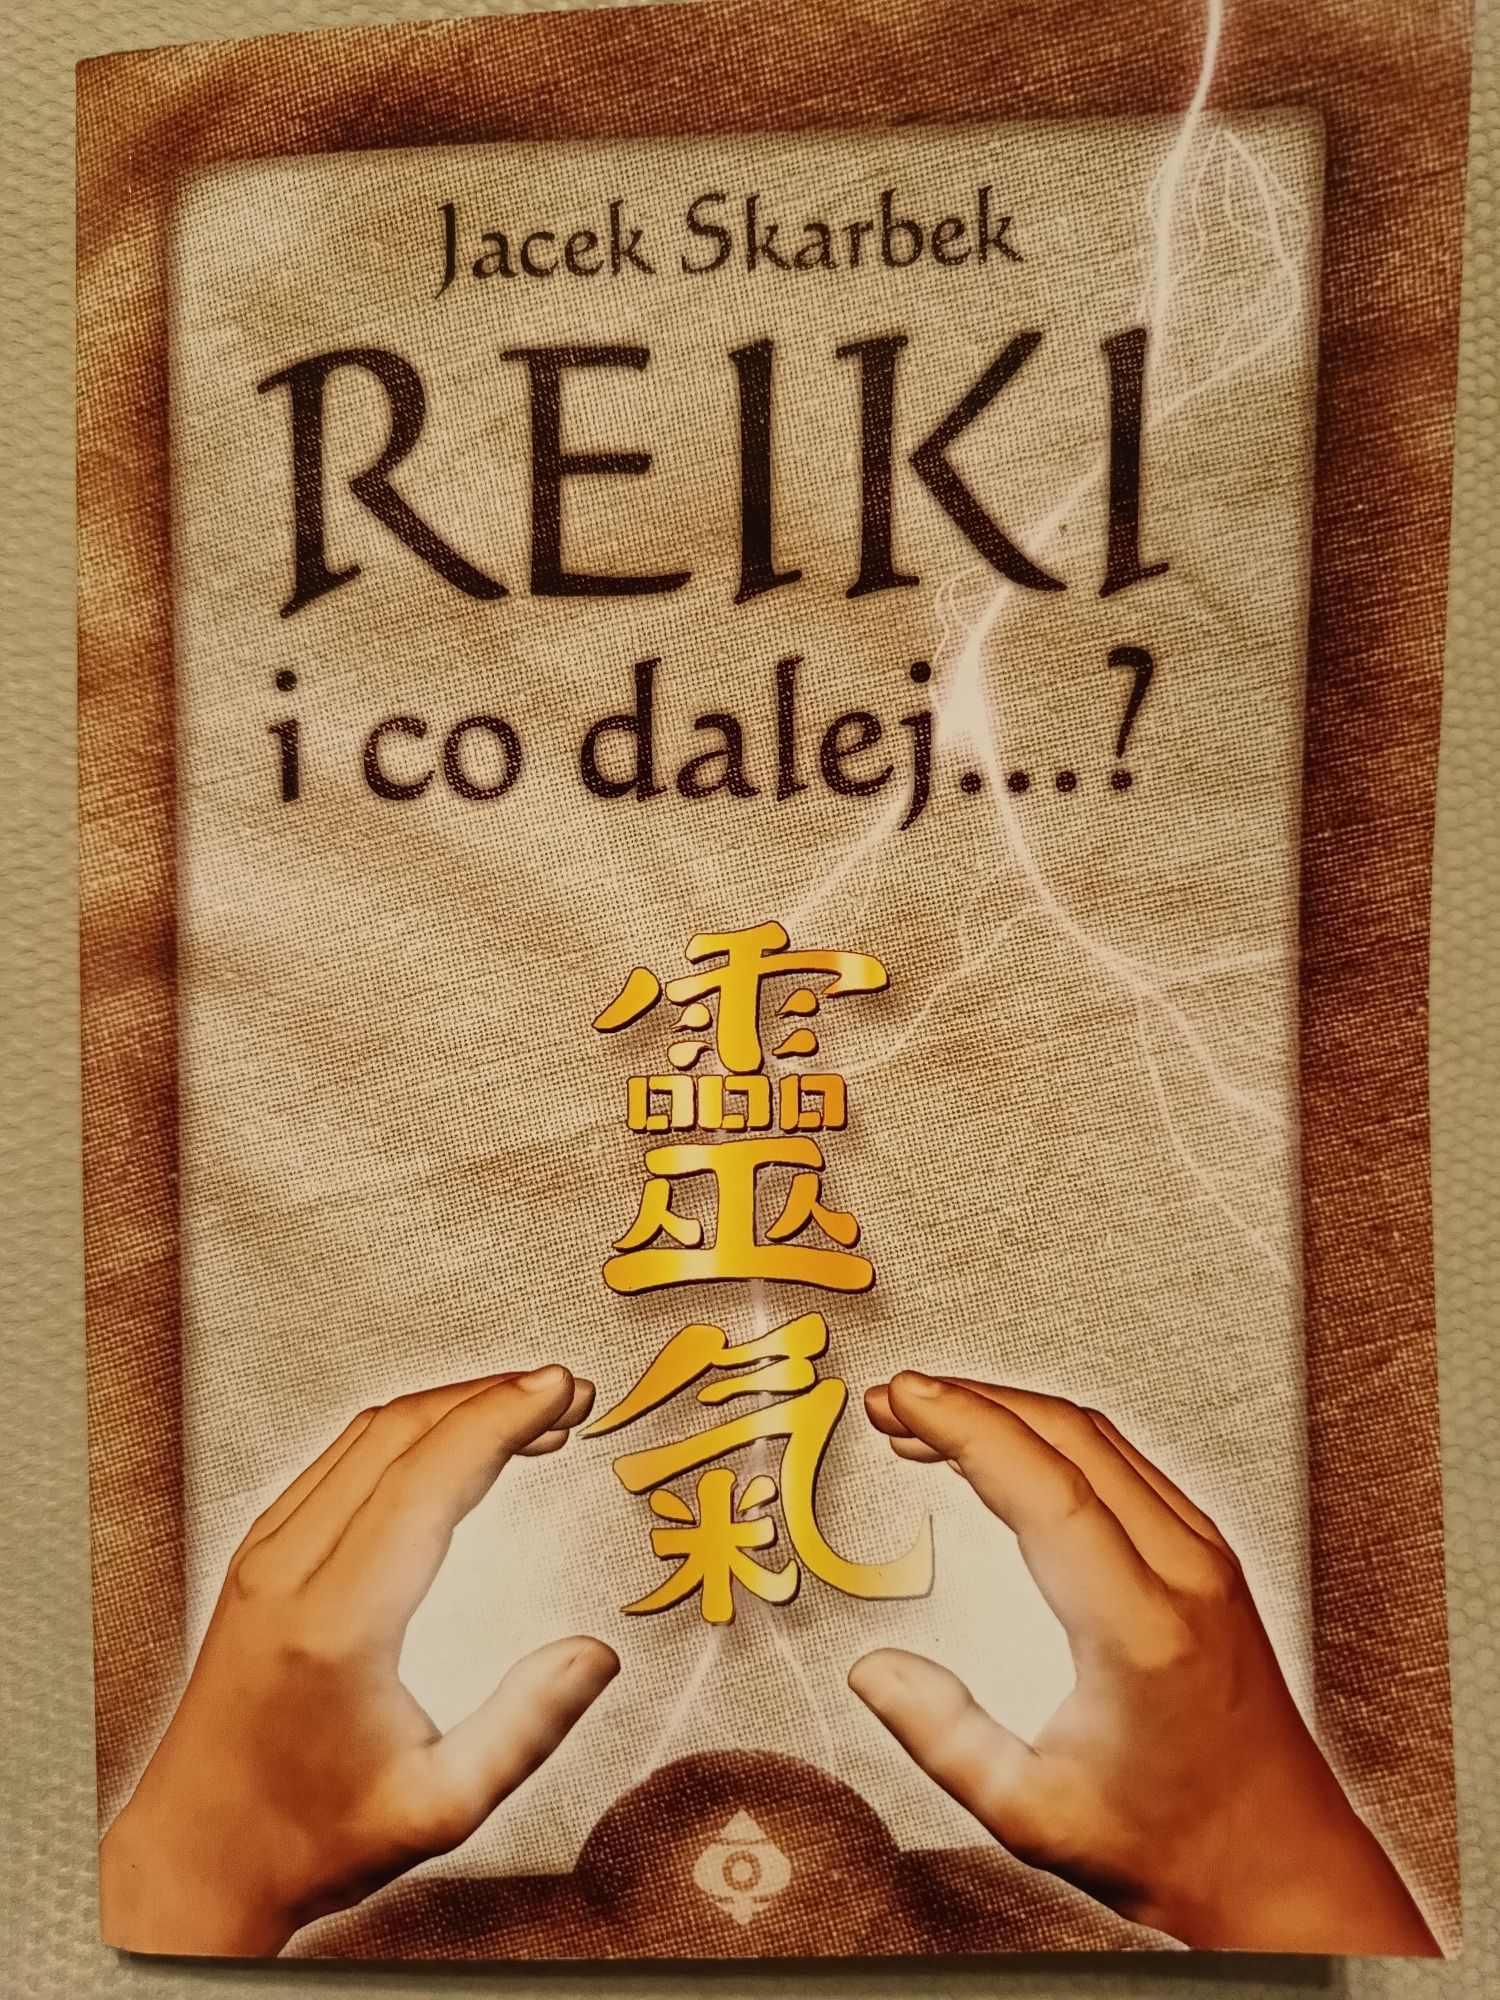 Jacek Skarbek
REIKI
i co dalej...?
靈
氣